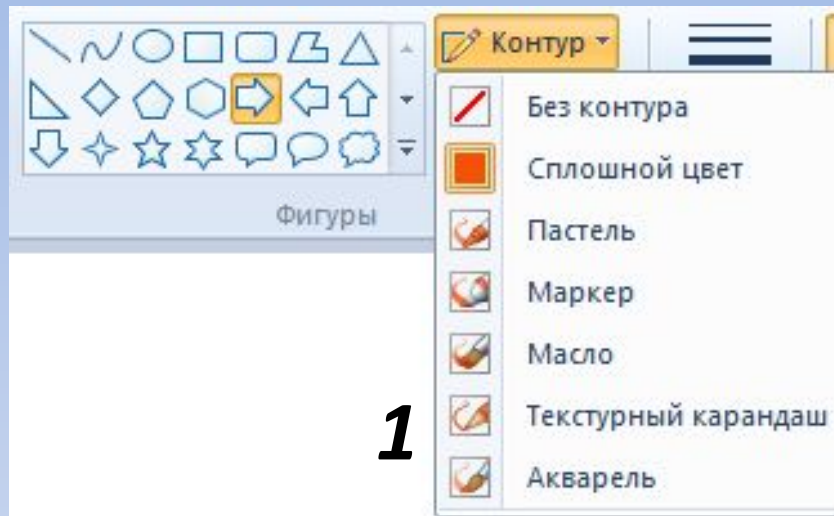 Контур
Фигуры
Без контура
Сплошной цвет
Пастель
Маркер
Масло
Текстурный карандаш
Акварель
1